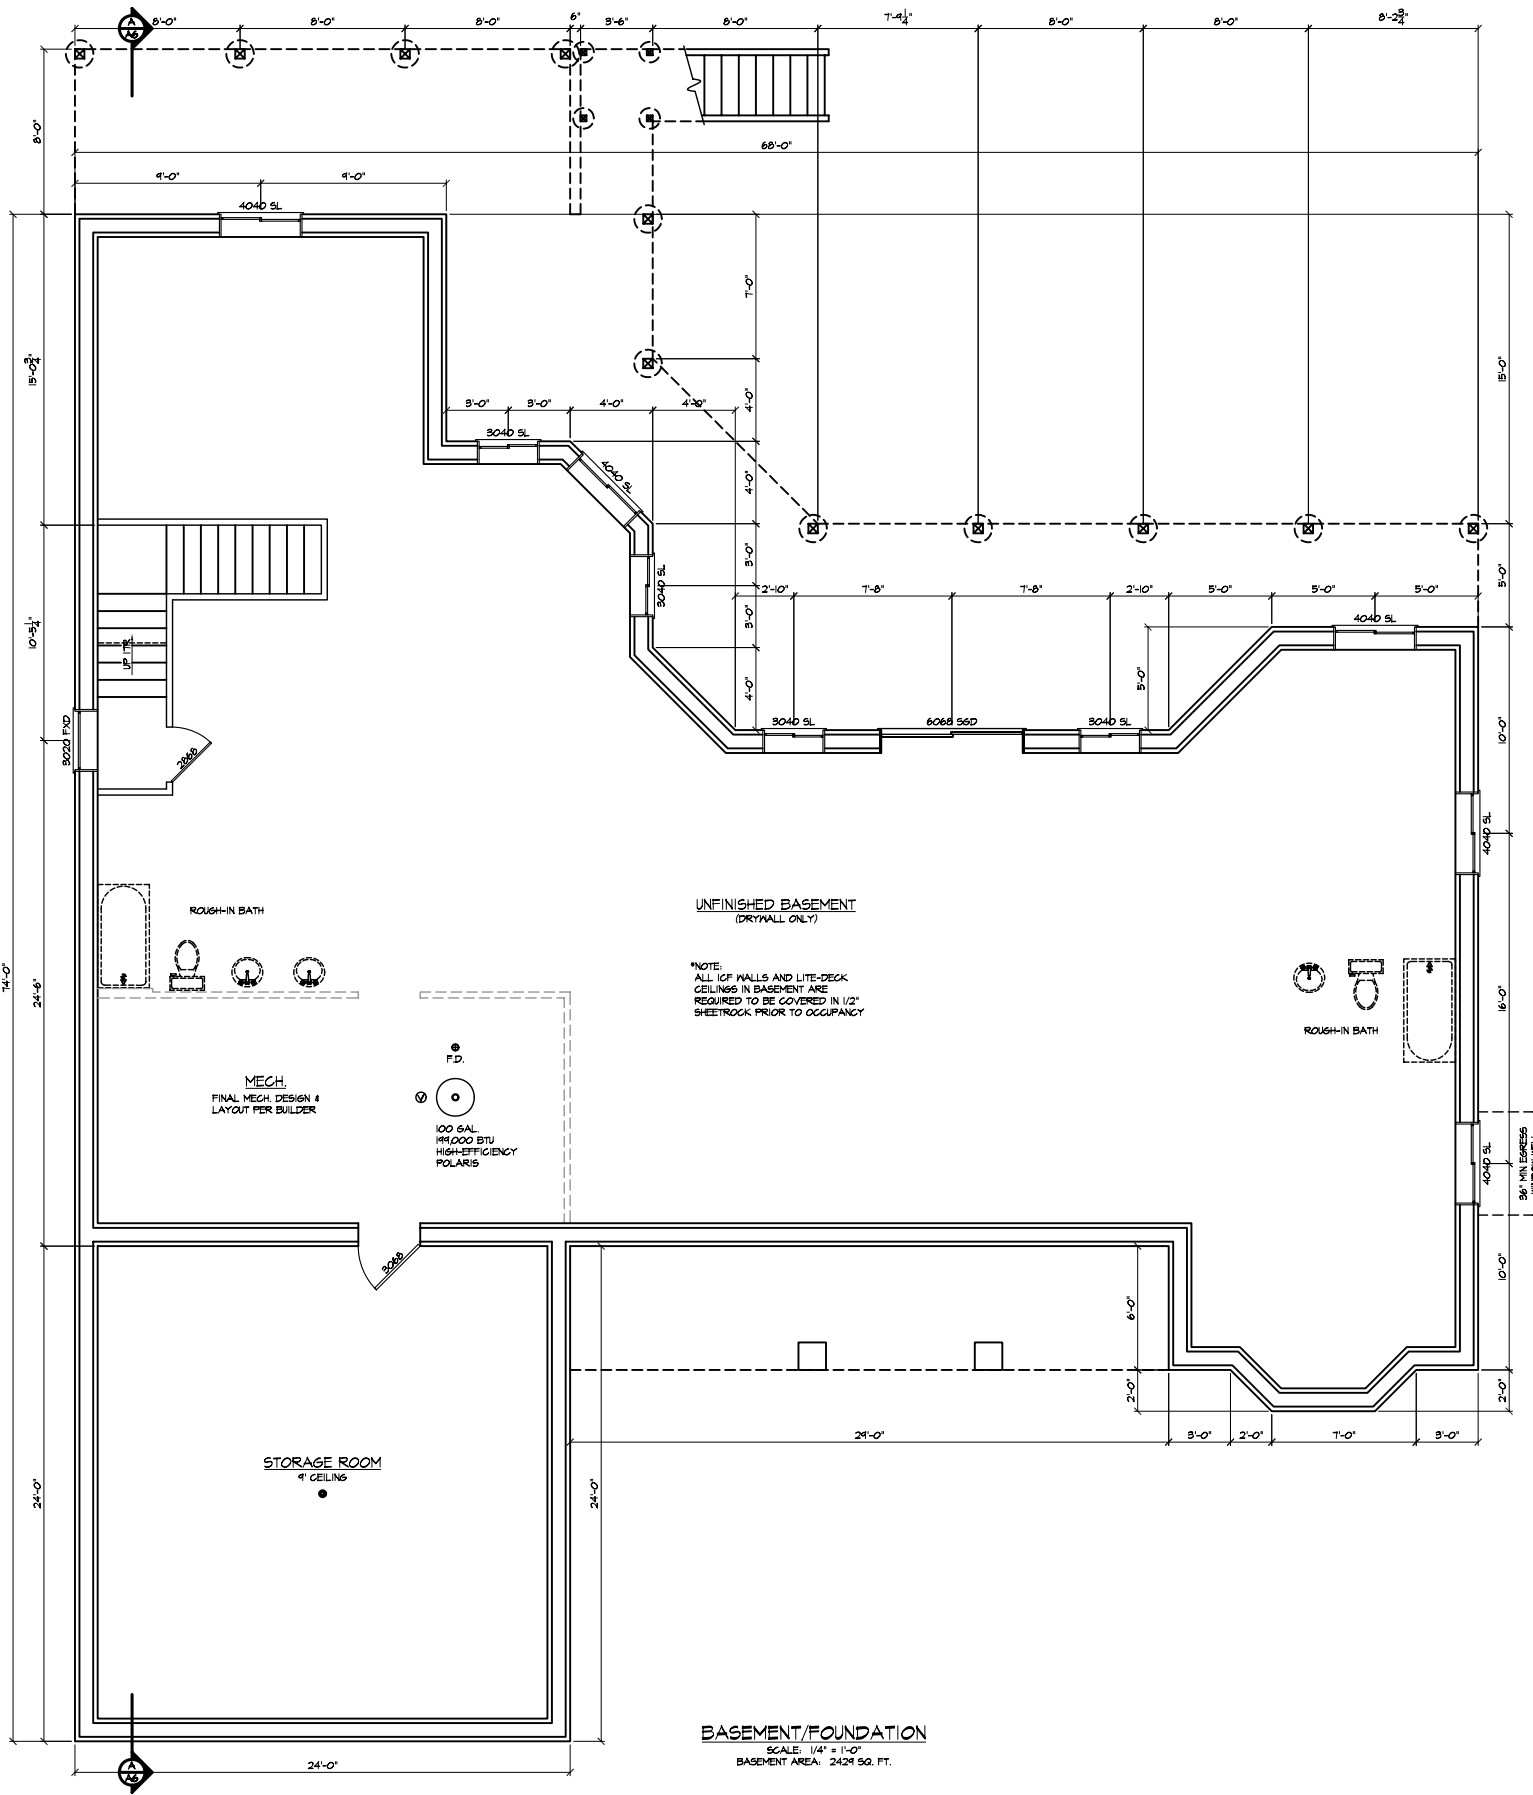 A
A6
8'-0"
8'-0"
8'-0"
6"
3'-6"
8'-0"
7'-9 1/4"
8'-0"
8'-0"
8'-2 3/4"
8'-0"
68'-0"
9'-0"
9'-0"
4040 SL
7'-0"
15'-0 3/4"
15'-0"
3'-0"
3'-0"
4'-0"
4'-0"
4'-0"
3040 SL
4040 SL
4'-0"
3'-0"
3040 SL
2'-10"
7'-8"
7'-8"
2'-10"
5'-0"
5'-0"
5'-0"
5'-0"
3'-0"
4040 SL
10'-5 1/4"
UP 17R
5'-0"
4'-0"
3020 FXD
2868
3040 SL
6068 SGD
3040 SL
10'-0"
4040 SL
ROUGH-IN BATH
UNFINISHED BASEMENT
(DRYWALL ONLY)
*NOTE:
ALL ICF WALLS AND LITE-DECK
CEILINGS IN BASEMENT ARE
REQUIRED TO BE COVERED IN 1/2"
SHEETROCK PRIOR TO OCCUPANCY
74'-0"
24'-6"
16'-0"
ROUGH-IN BATH
F.D.
MECH.
FINAL MECH. DESIGN &
LAYOUT PER BUILDER
V
100 GAL.
199,000 BTU
HIGH-EFFICIENCY
POLARIS
4040 SL
36" MIN EGRESS
3068
6'-0"
10'-0"
2'-0"
2'-0"
29'-0"
3'-0"
2'-0"
7'-0"
3'-0"
STORAGE ROOM
9' CEILING
24'-0"
24'-0"
BASEMENT/FOUNDATION
SCALE: 1/4" = 1'-0"
BASEMENT AREA: 2429 SQ. FT.
24'-0"
A
A6